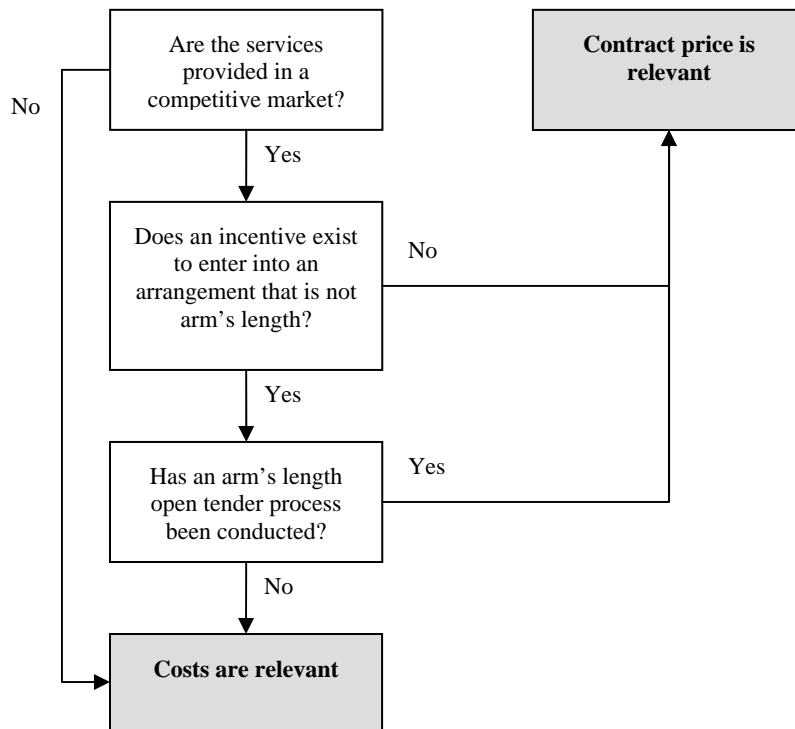 Are the services
provided in a
competitive market?
Contract price is
relevant
No
Yes
Does an incentive exist
to enter into an
arrangement that is not
arm’s length?
No
Yes
Has an arm’s length
open tender process
been conducted?
Yes
No
Costs are relevant